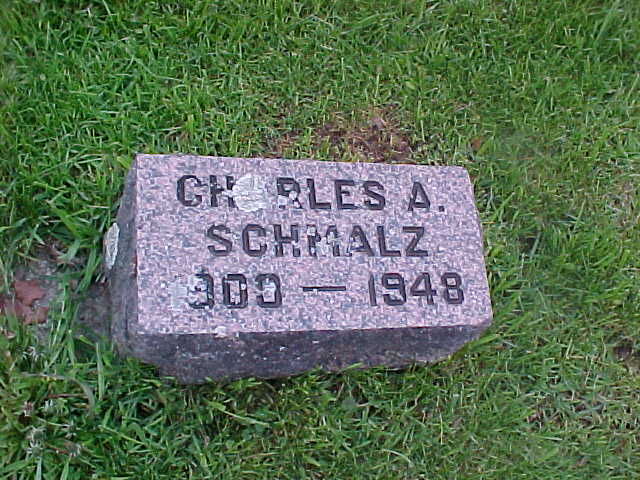 CHARLES A.
SCHMALZ
— 1948